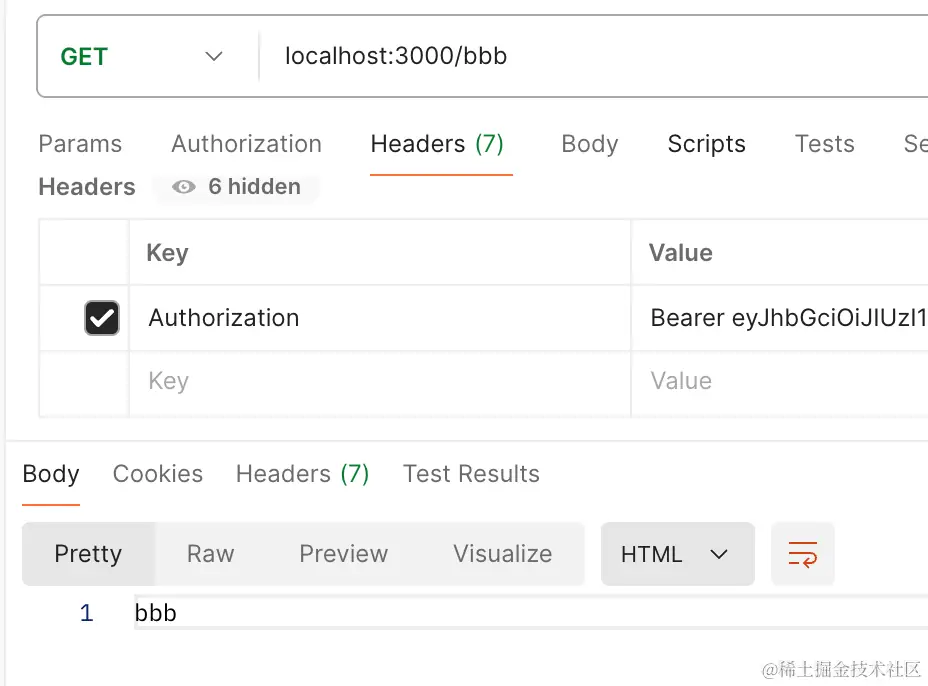 GET localhost:3000/bbb
Params Authorization Headers (7) Body Scripts Tests Se
Headers 6 hidden
Key Value
Authorization Bearer eyJhbGciOiJIUzI1
Key Value
Body Cookies Headers (7) Test Results
Pretty Raw Preview Visualize HTML
1 bbb
@稀土掘金技术社区